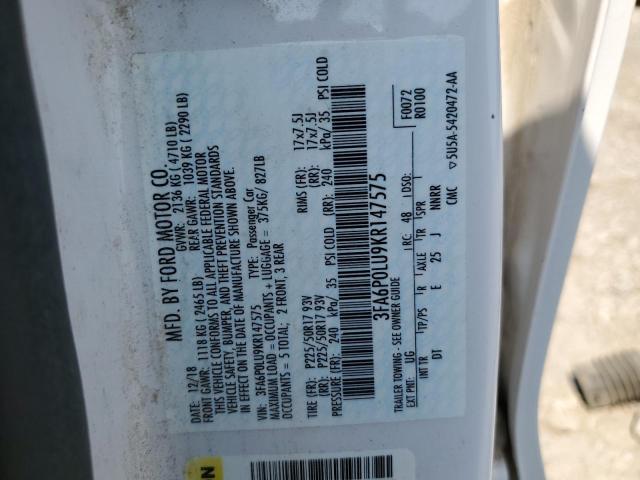 MFD. BY FORD MOTOR CO.
12/18 GVWR: 2136 KG ( 4710 LB)
FRONT GAWR: 1118 KG ( 2465 LB) REAR GAWR: 1039 KG ( 2290 LB)
THIS VEHICLE CONFORMS TO ALL APPLICABLE FEDERAL MOTOR
VEHICLE SAFETY, BUMPER, AND THEFT PREVENTION STANDARDS
IN EFFECT ON THE DATE OF MANUFACTURE SHOWN ABOVE.
VIN: 3FA6P0LU9KR147575 TYPE: Passenger Car
MAXIMUM LOAD = OCCUPANTS + LUGGAGE = 375KG/ 827LB
OCCUPANTS = 5 TOTAL: 2 FRONT, 3 REAR
TIRE (FR): P225/50R17 93V RIMS (FR): 17x7.5J
(RR): P225/50R17 93V (RR): 17x7.5J
PRESSURE (FR): 240 kPa/ 35 PSI COLD (RR): 240 kPa/ 35 PSI COLD
3FA6P0LU9KR147575
TRAILER TOWING - SEE OWNER GUIDE F0072
R0100
EXT PNT: UG RC: 48 DSO:
INT TR TP/PS R AXLE TR SPR
E 25 J NNRR
CMC 5U5A-5420472-AA
N